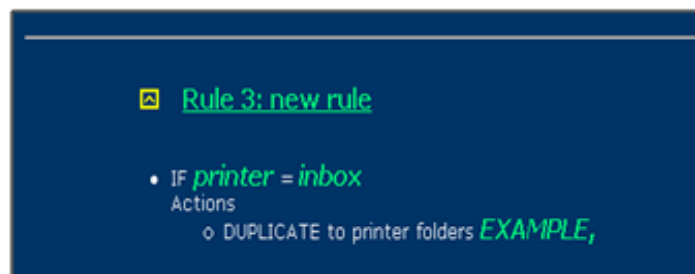 Rule 3: new rule
• IF printer = inbox
Actions
o DUPLICATE to printer folders EXAMPLE,